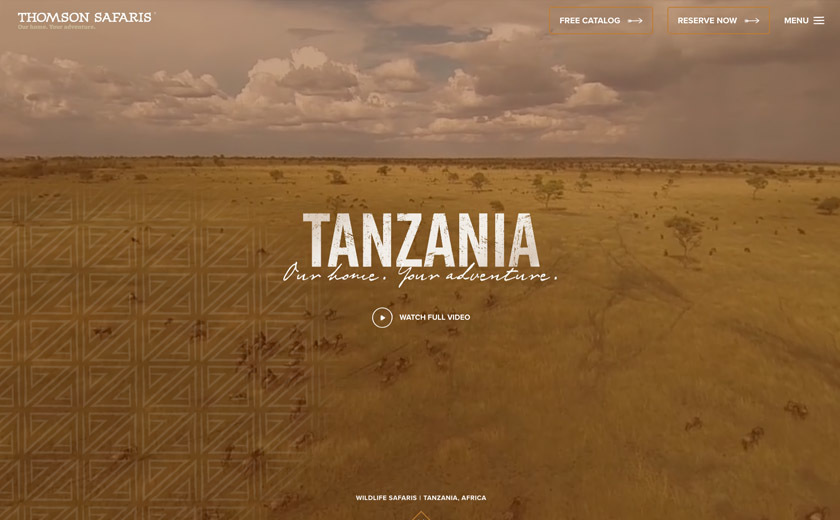 THOMSON SAFARIS
Our home. Your adventure.
FREE CATALOG
RESERVE NOW
MENU
TANZANIA
Our home. Your adventure.
WATCH FULL VIDEO
WILDLIFE SAFARIS | TANZANIA, AFRICA